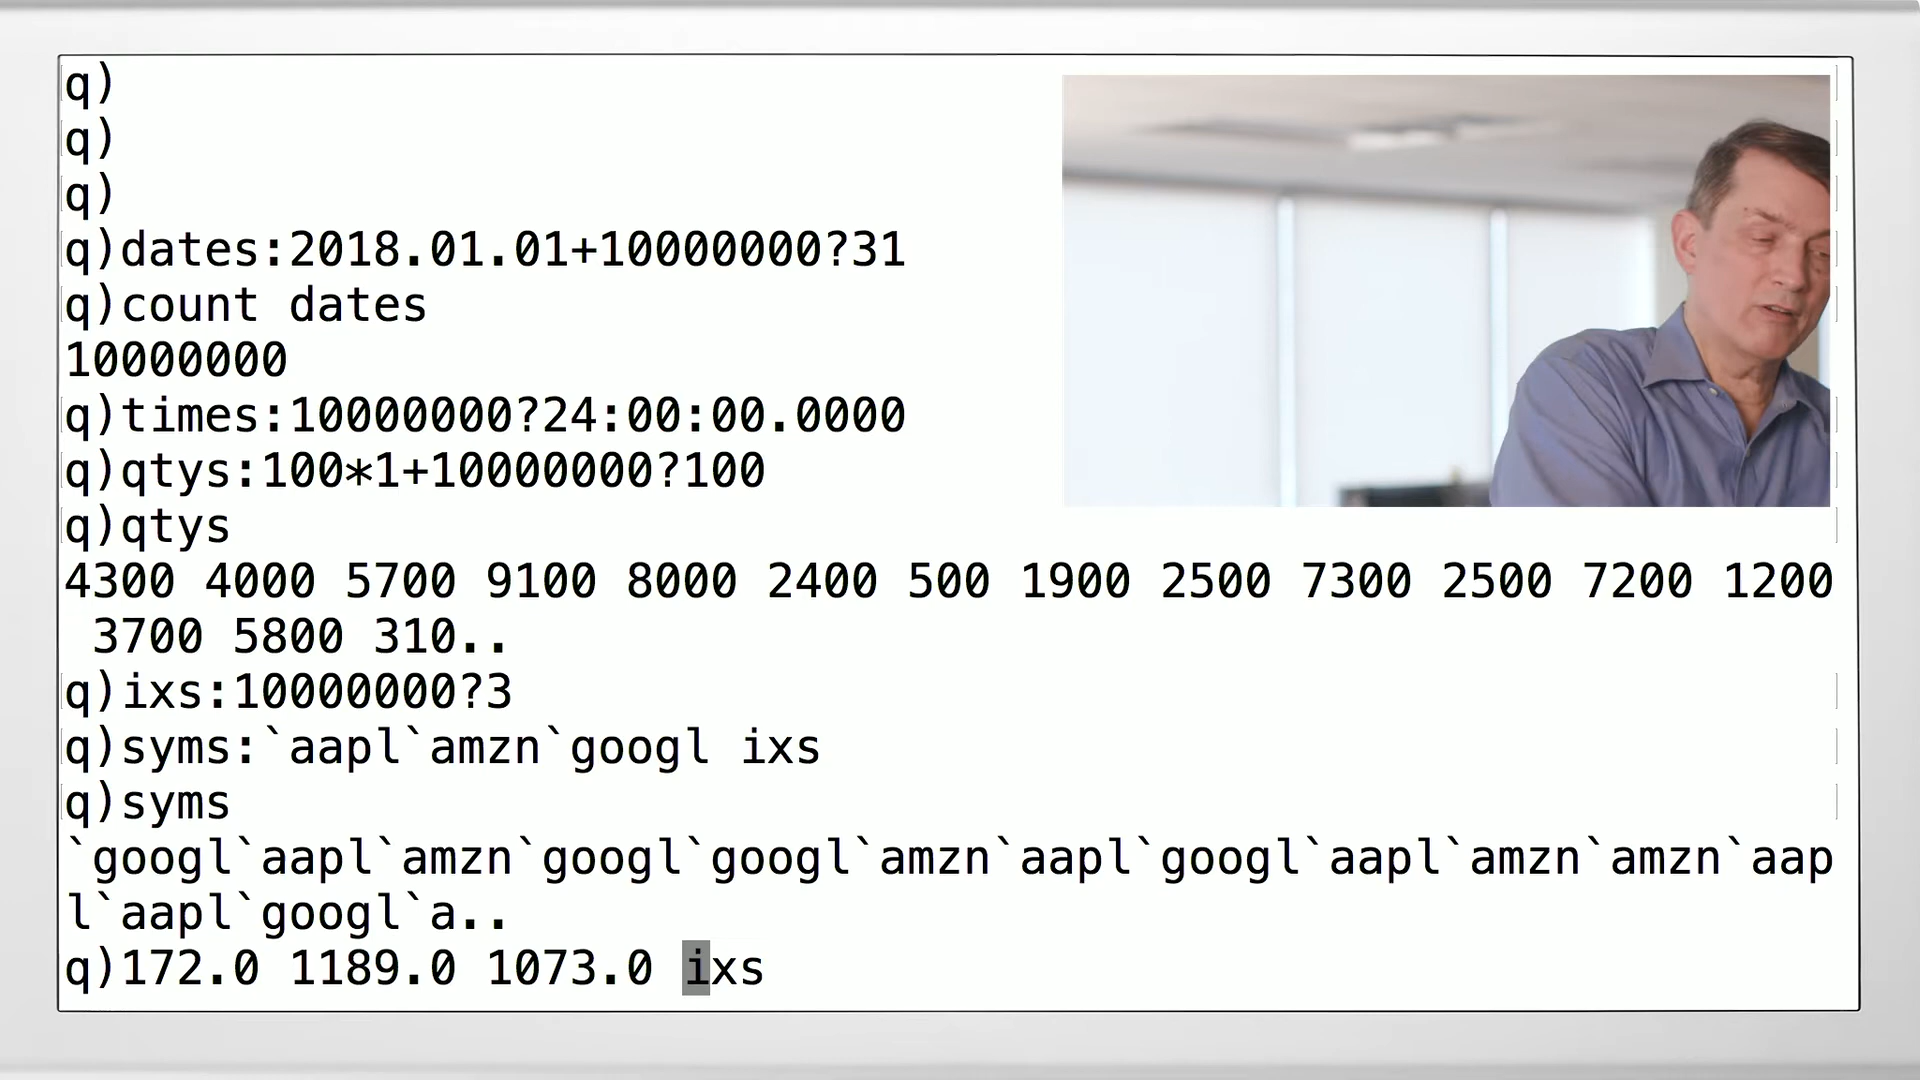 q)
q)
q)
q)dates:2018.01.01+10000000?31
q)count dates
10000000
q)times:10000000?24:00:00.0000
q)qtys:100*1+10000000?100
q)qtys
4300 4000 5700 9100 8000 2400 500 1900 2500 7300 2500 7200 1200
 3700 5800 310..
q)ixs:10000000?3
q)syms:`aapl`amzn`googl ixs
q)syms
`googl`aapl`amzn`googl`googl`amzn`aapl`googl`aapl`amzn`amzn`aap
l`aapl`googl`a..
q)172.0 1189.0 1073.0 ixs